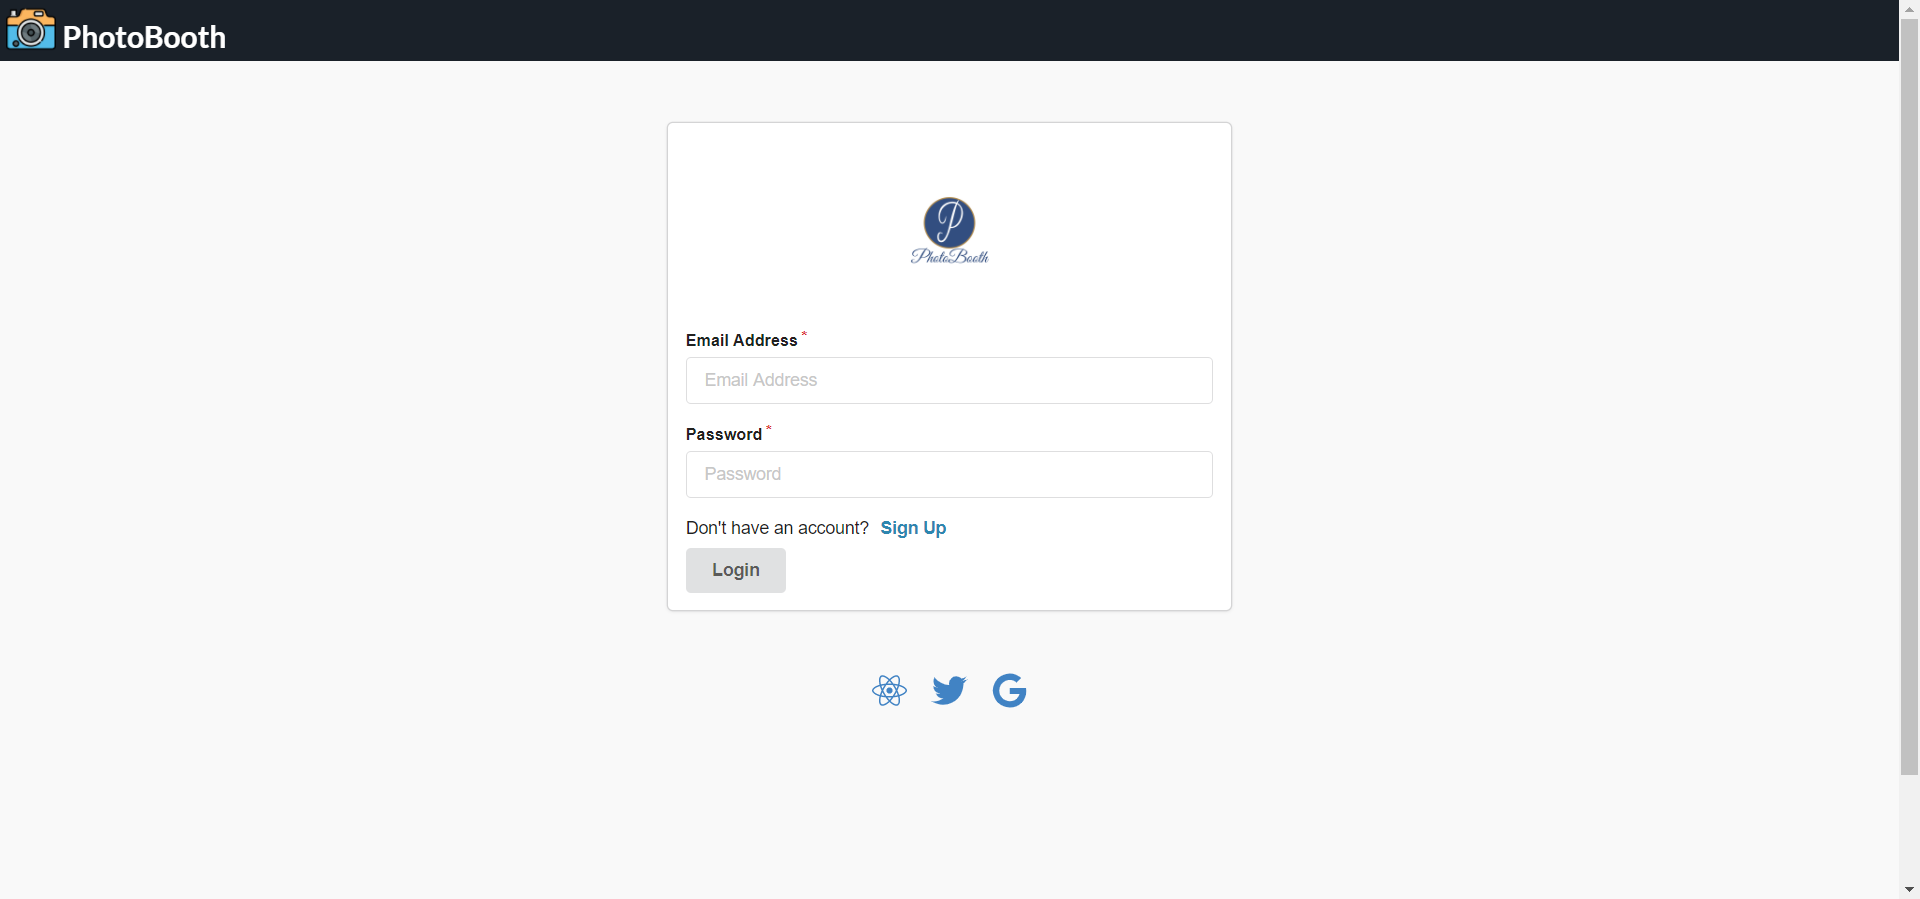 PhotoBooth
P
PhotoBooth
Email Address *
Email Address
Password *
Password
Don't have an account? Sign Up
Login